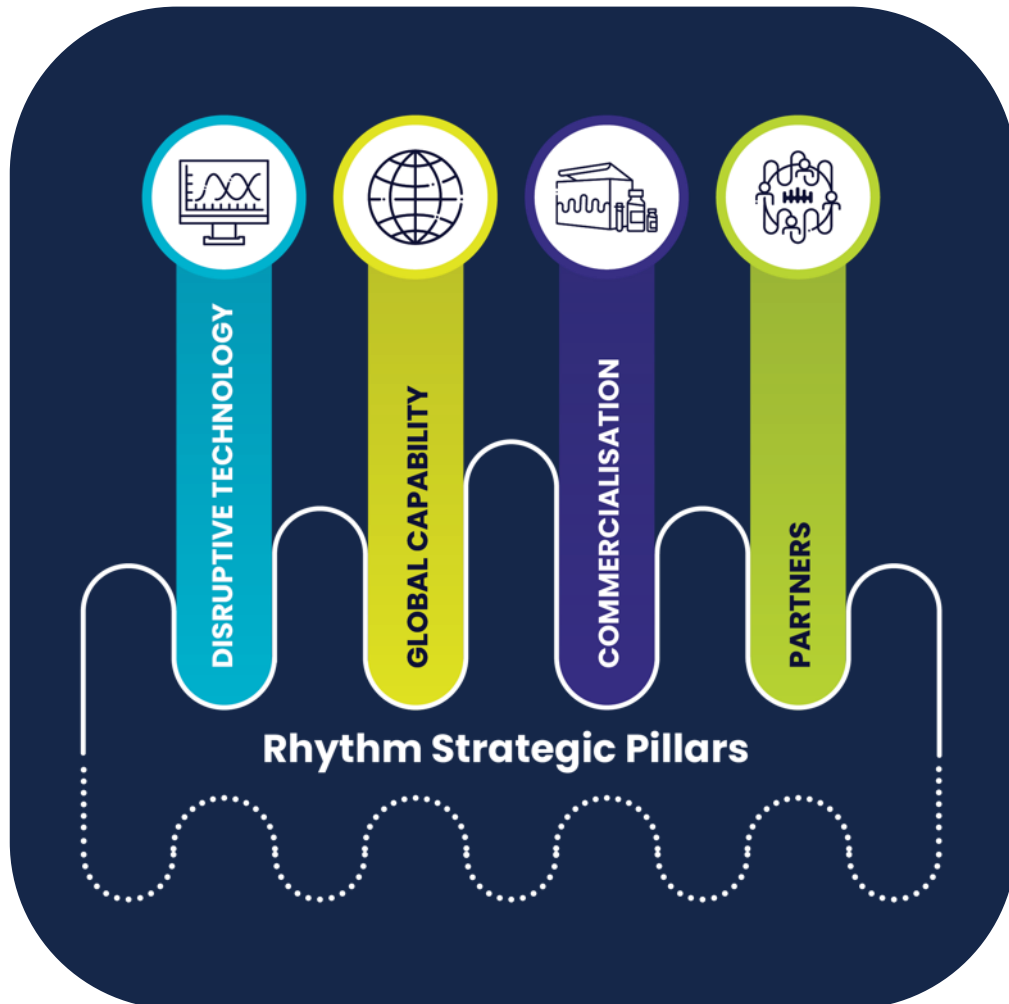 DISRUPTIVE TECHNOLOGY
GLOBAL CAPABILITY
COMMERCIALISATION
PARTNERS
Rhythm Strategic Pillars